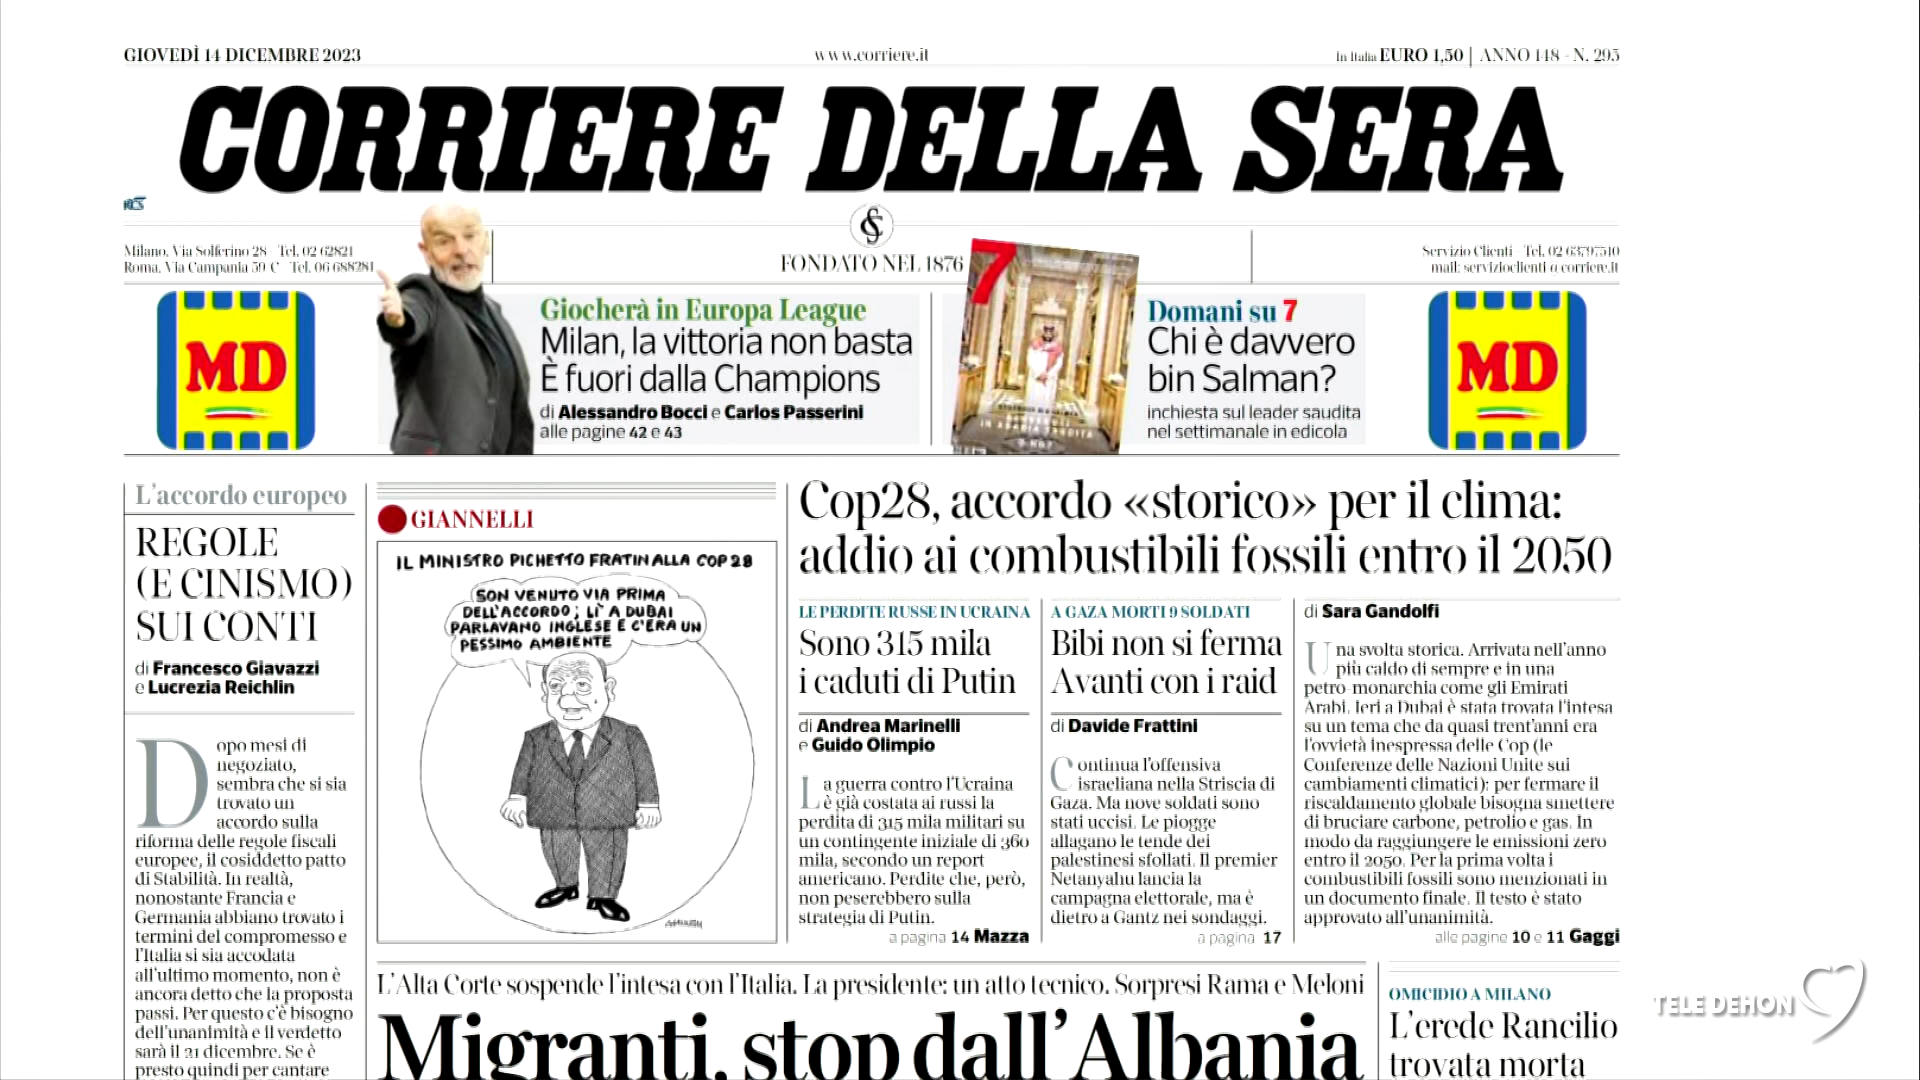 GIOVEDÌ 14 DICEMBRE 2023
www.corriere.it
In Italia EURO 1,50 | ANNO 148 - N. 295
CORRIERE DELLA SERA
RCS
Milano, Via Solferino 28 - Tel. 02 62821
Roma, Via Campania 59 C - Tel. 06 688281
FONDATO NEL 1876
Servizio Clienti - Tel. 02 63797510
mail: servizioclienti@corriere.it
MD
Giocherà in Europa League
Milan, la vittoria non basta
È fuori dalla Champions
di Alessandro Bocci e Carlos Passerini
alle pagine 42 e 43
7
Domani su 7
Chi è davvero
bin Salman?
inchiesta sul leader saudita
nel settimanale in edicola
MD
L'accordo europeo
REGOLE
(E CINISMO)
SUI CONTI
di Francesco Giavazzi
e Lucrezia Reichlin
Dopo mesi di
negoziato,
sembra che si sia
trovato un
accordo sulla
riforma delle regole fiscali
europee, il cosiddetto patto
di Stabilità. In realtà,
nonostante Francia e
Germania abbiano trovato i
termini del compromesso e
l'Italia si sia accodata
all'ultimo momento, non è
ancora detto che la proposta
passi. Per questo c'è bisogno
dell'unanimità e il verdetto
sarà il 21 dicembre. Se è
presto quindi per cantare
GIANNELLI
IL MINISTRO PICHETTO FRATIN ALLA COP 28
SON VENUTO VIA PRIMA
DELL'ACCORDO; LÌ A DUBAI
PARLAVANO INGLESE E C'ERA UN
PESSIMO AMBIENTE
Cop28, accordo «storico» per il clima:
addio ai combustibili fossili entro il 2050
LE PERDITE RUSSE IN UCRAINA
Sono 315 mila
i caduti di Putin
di Andrea Marinelli
e Guido Olimpio
La guerra contro l'Ucraina
è già costata ai russi la
perdita di 315 mila militari su
un contingente iniziale di 360
mila, secondo un report
americano. Perdite che, però,
non peserebbero sulla
strategia di Putin.
a pagina 14 Mazza
A GAZA MORTI 9 SOLDATI
Bibi non si ferma
Avanti con i raid
di Davide Frattini
Continua l'offensiva
israeliana nella Striscia di
Gaza. Ma nove soldati sono
stati uccisi. Le piogge
allagano le tende dei
palestinesi sfollati. Il premier
Netanyahu lancia la
campagna elettorale, ma è
dietro a Gantz nei sondaggi.
a pagina 17
di Sara Gandolfi
Una svolta storica. Arrivata nell'anno
più caldo di sempre e in una
petro-monarchia come gli Emirati
Arabi. Ieri a Dubai è stata trovata l'intesa
su un tema che da quasi trent'anni era
l'ovvietà inespressa delle Cop (le
Conferenze delle Nazioni Unite sui
cambiamenti climatici): per fermare il
riscaldamento globale bisogna smettere
di bruciare carbone, petrolio e gas. In
modo da raggiungere le emissioni zero
entro il 2050. Per la prima volta i
combustibili fossili sono menzionati in
un documento finale. Il testo è stato
approvato all'unanimità.
alle pagine 10 e 11 Gaggi
L'Alta Corte sospende l'intesa con l'Italia. La presidente: un atto tecnico. Sorpresi Rama e Meloni
Migranti, stop dall'Albania
OMICIDIO A MILANO
L'erede Rancilio
trovata morta
TELE DEHON